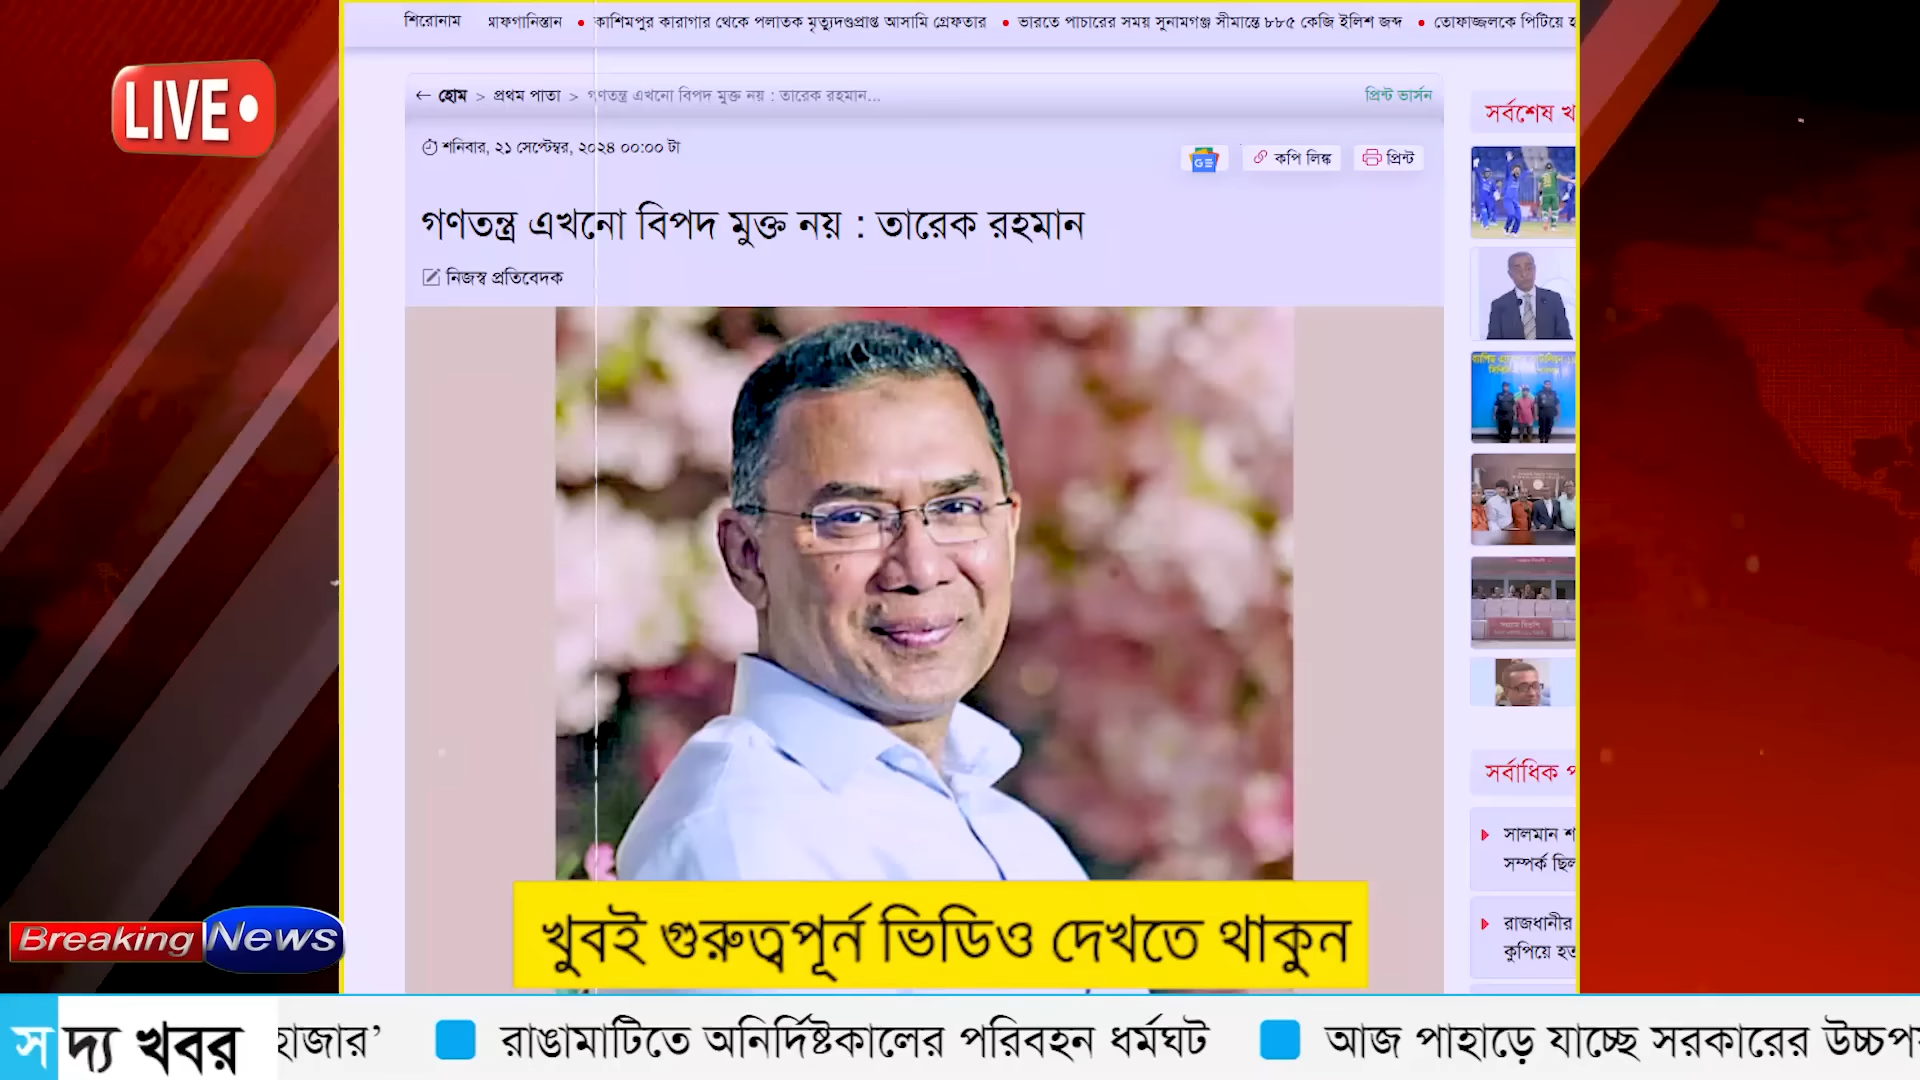 শিরোনাম
কাশিমপুর কারাগার থেকে পলাতক মৃত্যুদণ্ডপ্রাপ্ত আসামি গ্রেফতার • ভারতে পাচারের সময় সুনামগঞ্জ সীমান্তে ৮৮৫ কেজি ইলিশ জব্দ • তোফাজ্জলকে পিটিয়ে
LIVE
← হোম > প্রথম পাতা > গণতন্ত্র এখনো বিপদ মুক্ত নয় : তারেক রহমান...
প্রিন্ট ভার্সন
সর্বশেষ
শনিবার, ২১ সেপ্টেম্বর, ২০২৪ ০০:০০ টা
GE
কপি লিঙ্ক
প্রিন্ট
গণতন্ত্র এখনো বিপদ মুক্ত নয় : তারেক রহমান
নিজস্ব প্রতিবেদক
সর্বাধিক
সালমান
সম্পর্ক ছিল
রাজধানীর
কুপিয়ে
খুবই গুরুত্বপূর্ন ভিডিও দেখতে থাকুন
Breaking News
সদ্য খবর
হাজার’ রাঙামাটিতে অনির্দিষ্টকালের পরিবহন ধর্মঘট আজ পাহাড়ে যাচ্ছে সরকারের